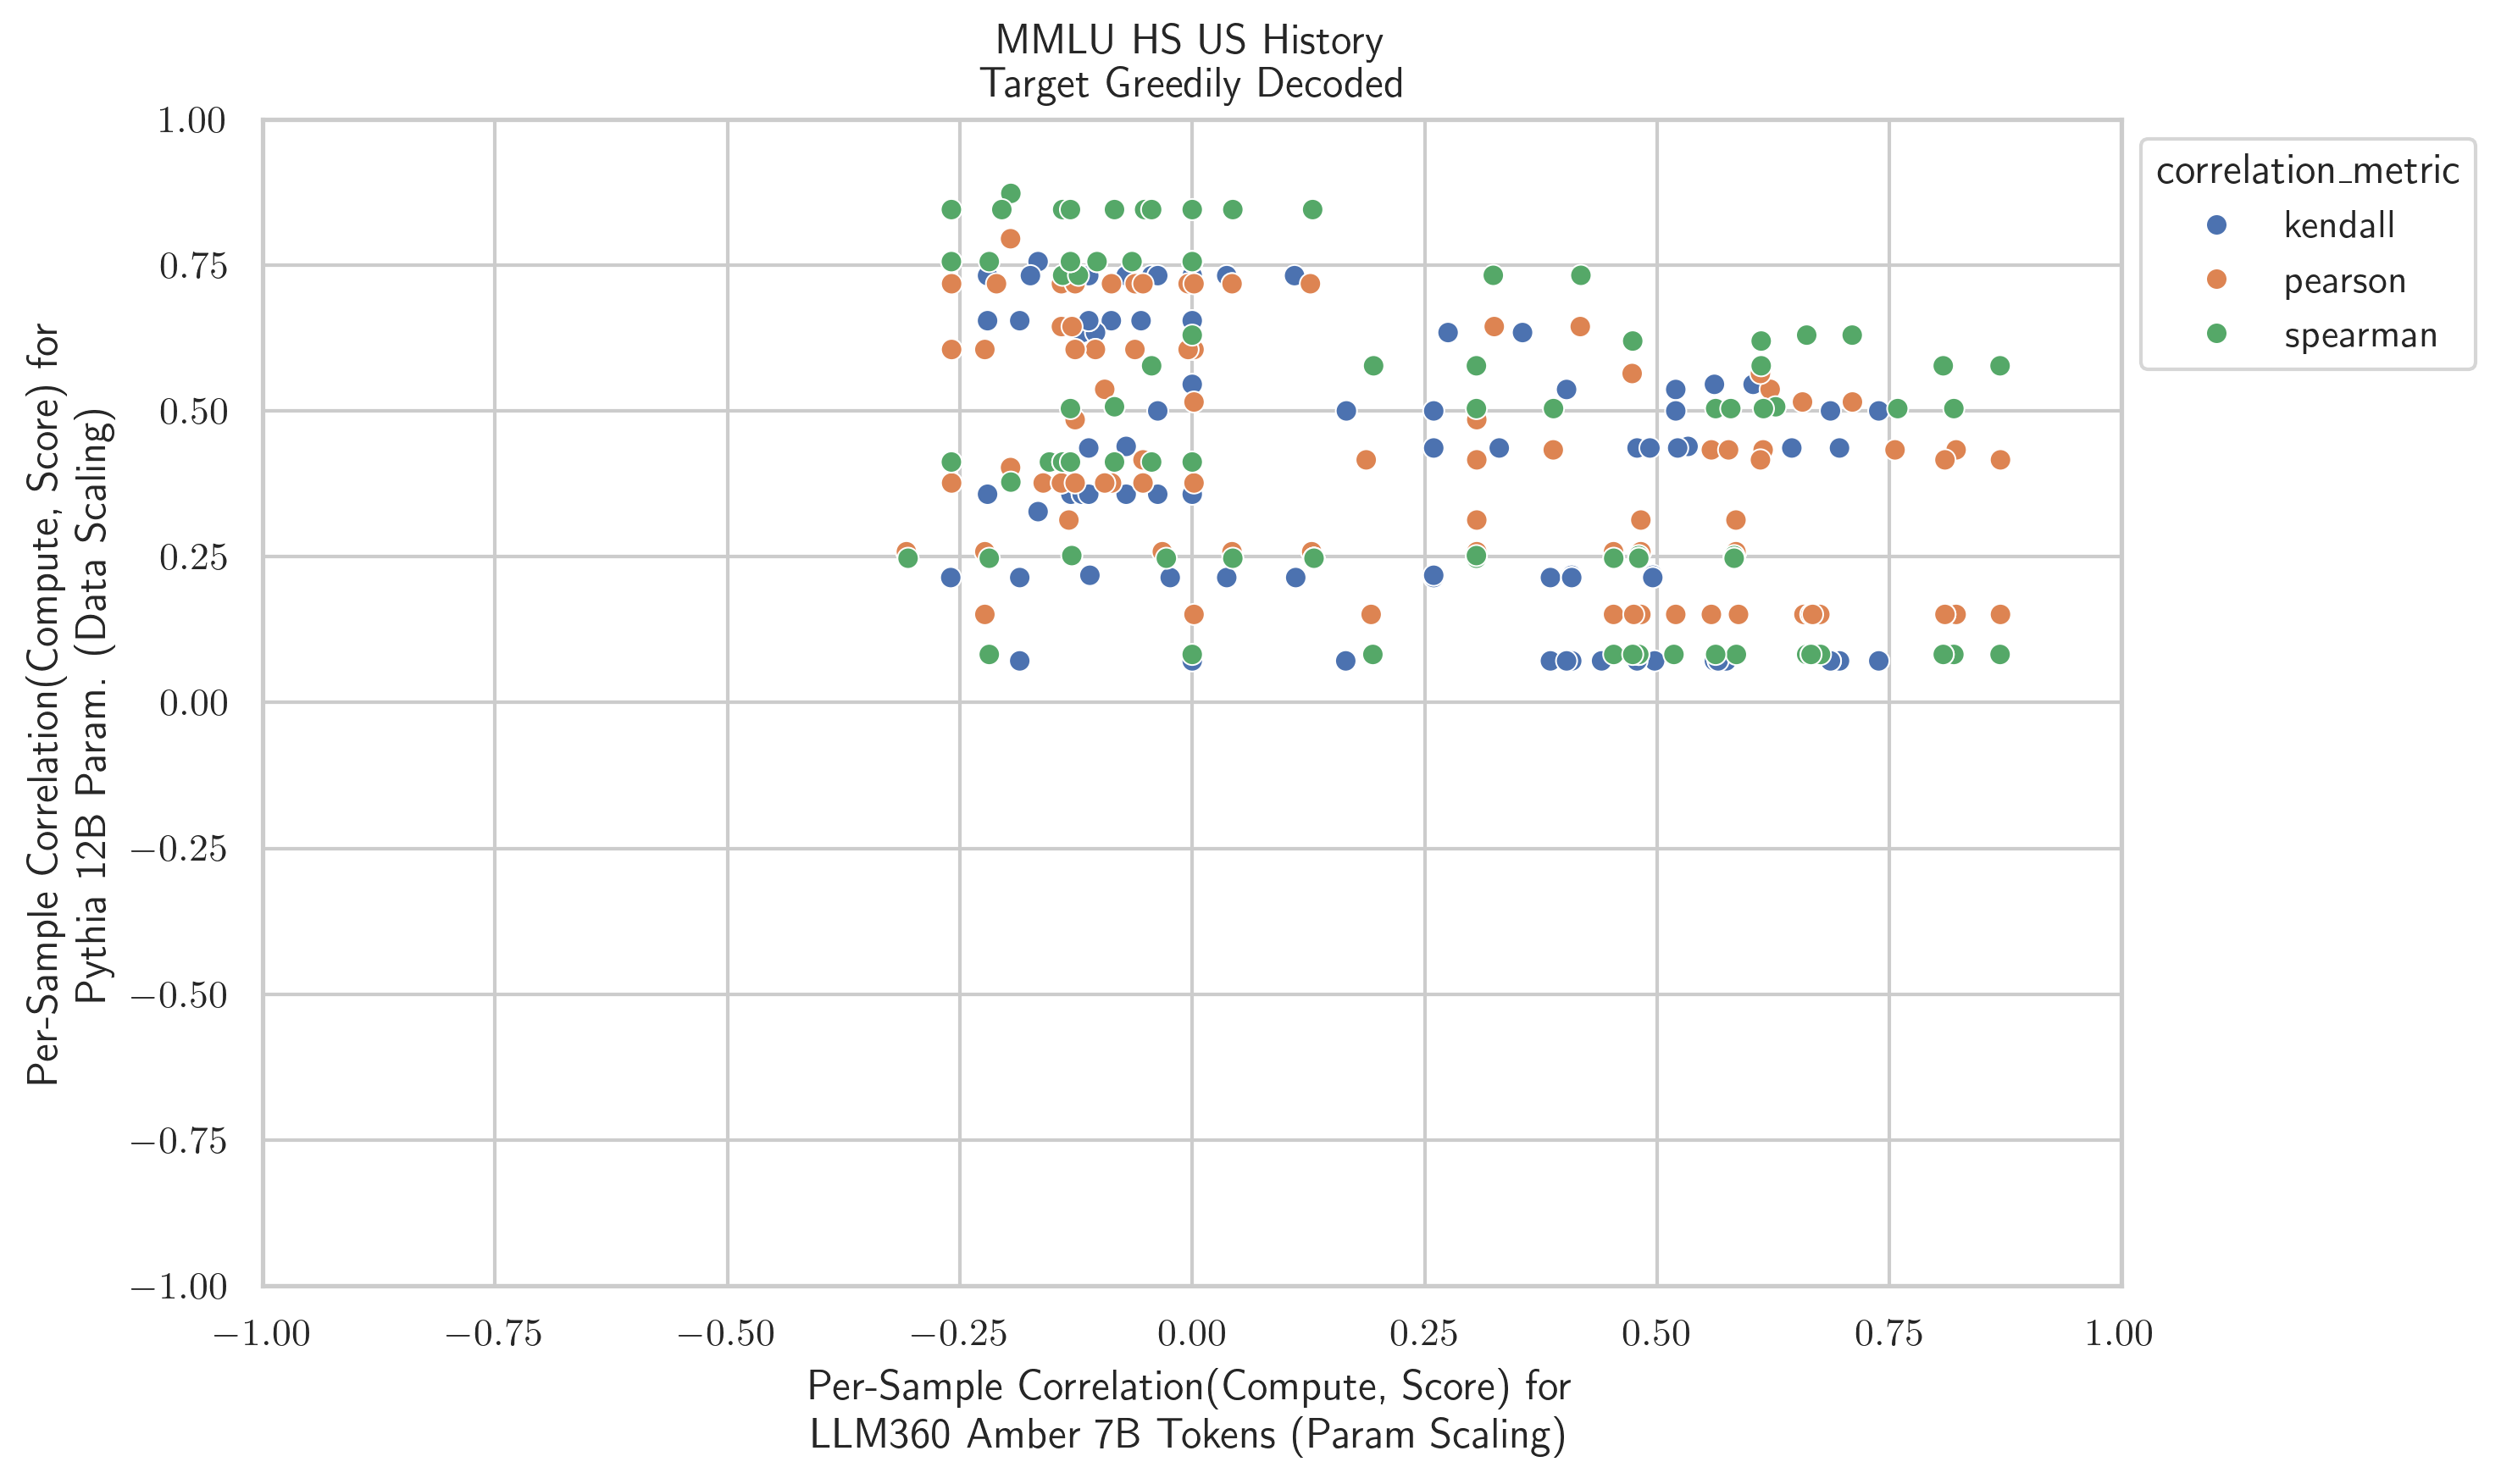 MMLU HS US History
Target Greedily Decoded
Per-Sample Correlation(Compute, Score) for
Pythia 12B Param. (Data Scaling)
1.00
0.75
0.50
0.25
0.00
−0.25
−0.50
−0.75
−1.00
−1.00 −0.75 −0.50 −0.25 0.00 0.25 0.50 0.75 1.00
Per-Sample Correlation(Compute, Score) for
LLM360 Amber 7B Tokens (Param Scaling)
correlation_metric
kendall
pearson
spearman